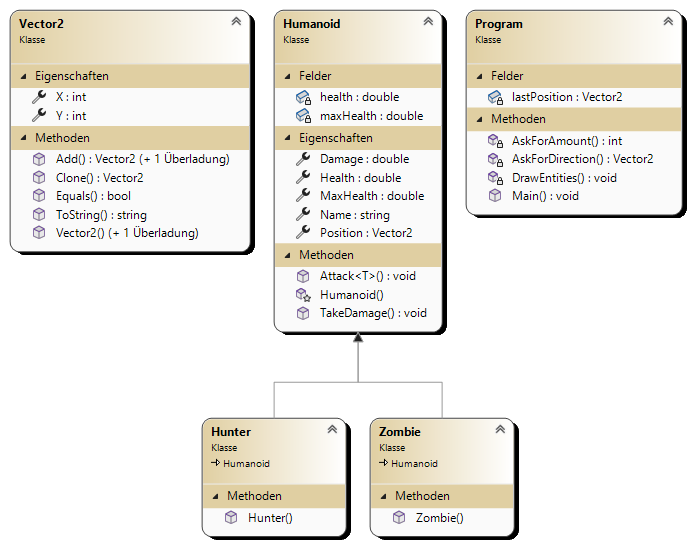 Vector2
Klasse
Eigenschaften
X : int
Y : int
Methoden
Add() : Vector2 (+ 1 Überladung)
Clone() : Vector2
Equals() : bool
ToString() : string
Vector2() (+ 1 Überladung)
Humanoid
Klasse
Felder
health : double
maxHealth : double
Eigenschaften
Damage : double
Health : double
MaxHealth : double
Name : string
Position : Vector2
Methoden
Attack<T>() : void
Humanoid()
TakeDamage() : void
Program
Klasse
Felder
lastPosition : Vector2
Methoden
AskForAmount() : int
AskForDirection() : Vector2
DrawEntities() : void
Main() : void
Hunter
Klasse
Humanoid
Methoden
Hunter()
Zombie
Klasse
Humanoid
Methoden
Zombie()